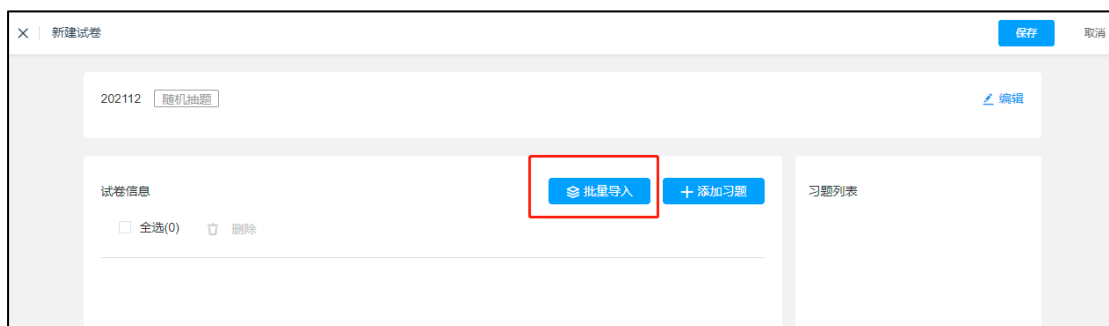 新建试卷 保存 取消
202112 随机抽题 编辑
试卷信息 批量导入 添加习题 习题列表
全选(0) 删除